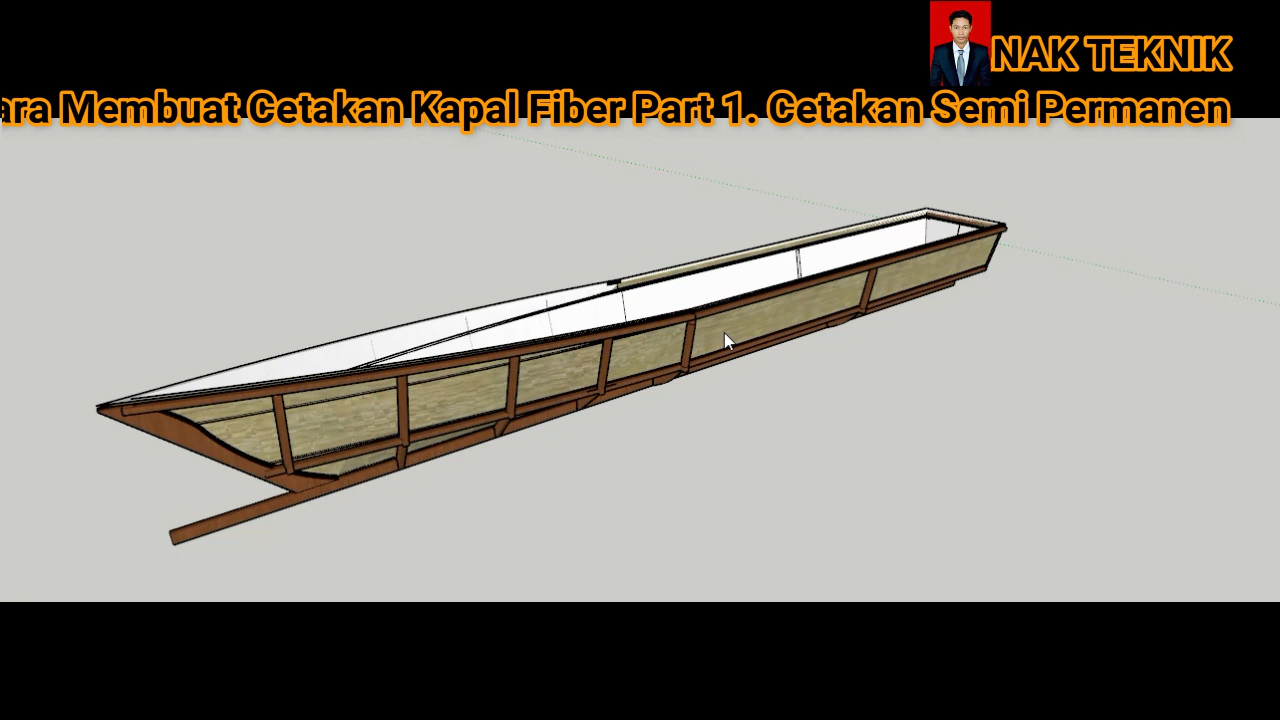 NAK TEKNIK
ara Membuat Cetakan Kapal Fiber Part 1. Cetakan Semi Permanen